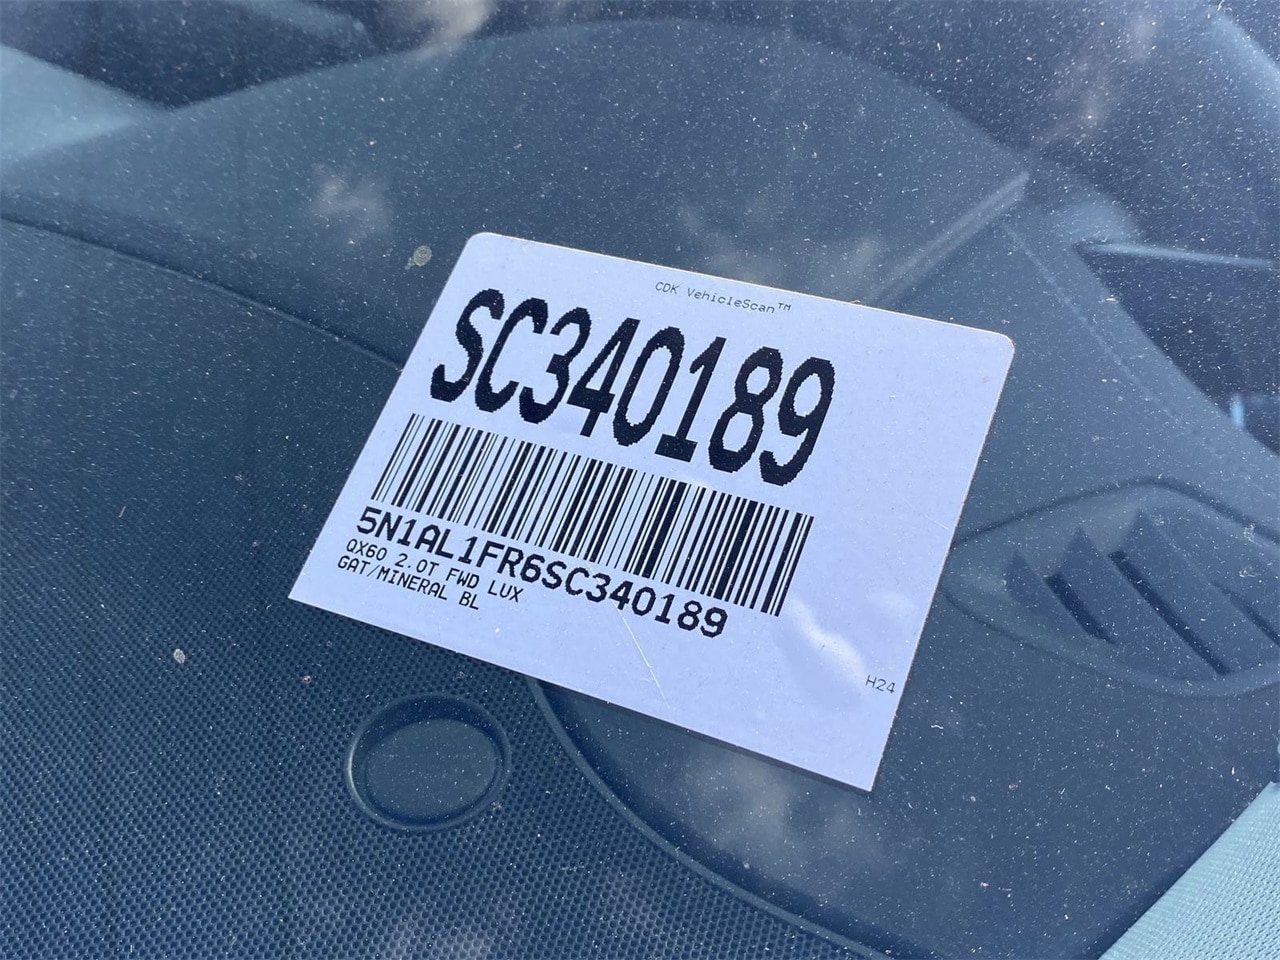 CDK VehicleScan™
SC340189
5N1AL1FR6SC340189
QX60 2.0T FWD LUX
GAT/MINERAL BL
H24